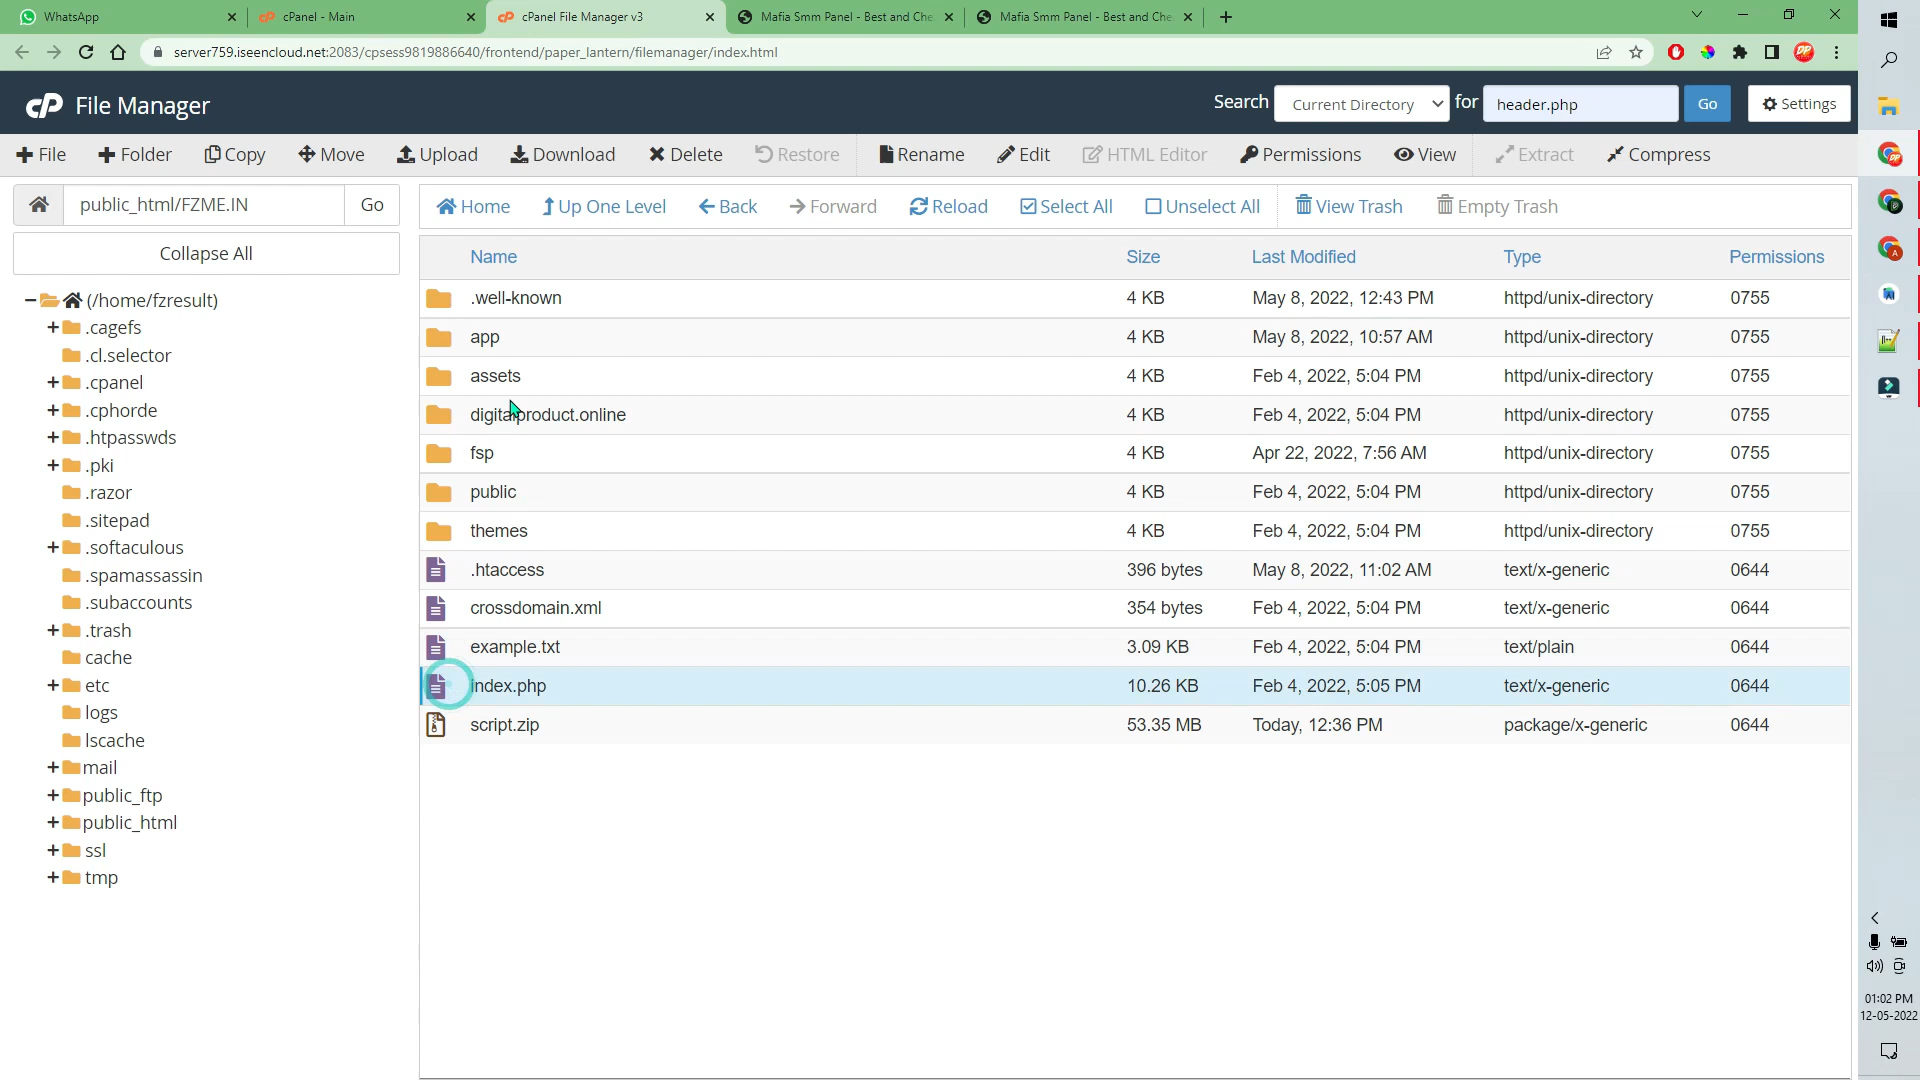 WhatsApp
cPanel - Main
cPanel File Manager v3
Mafia Smm Panel - Best and Che
Mafia Smm Panel - Best and Che
server759.iseencloud.net:2083/cpsess9819886640/frontend/paper_lantern/filemanager/index.html
cP File Manager
Search Current Directory for header.php Go Settings
File Folder Copy Move Upload Download Delete Restore Rename Edit HTML Editor Permissions View Extract Compress
public_html/FZME.IN Go
Home Up One Level Back Forward Reload Select All Unselect All View Trash Empty Trash
Collapse All
(/home/fzresult)
.cagefs
.cl.selector
.cpanel
.cphorde
.htpasswds
.pki
.razor
.sitepad
.softaculous
.spamassassin
.subaccounts
.trash
cache
etc
logs
lscache
mail
public_ftp
public_html
ssl
tmp
Name Size Last Modified Type Permissions
.well-known 4 KB May 8, 2022, 12:43 PM httpd/unix-directory 0755
app 4 KB May 8, 2022, 10:57 AM httpd/unix-directory 0755
assets 4 KB Feb 4, 2022, 5:04 PM httpd/unix-directory 0755
digitalproduct.online 4 KB Feb 4, 2022, 5:04 PM httpd/unix-directory 0755
fsp 4 KB Apr 22, 2022, 7:56 AM httpd/unix-directory 0755
public 4 KB Feb 4, 2022, 5:04 PM httpd/unix-directory 0755
themes 4 KB Feb 4, 2022, 5:04 PM httpd/unix-directory 0755
.htaccess 396 bytes May 8, 2022, 11:02 AM text/x-generic 0644
crossdomain.xml 354 bytes Feb 4, 2022, 5:04 PM text/x-generic 0644
example.txt 3.09 KB Feb 4, 2022, 5:04 PM text/plain 0644
index.php 10.26 KB Feb 4, 2022, 5:05 PM text/x-generic 0644
script.zip 53.35 MB Today, 12:36 PM package/x-generic 0644
01:02 PM
12-05-2022